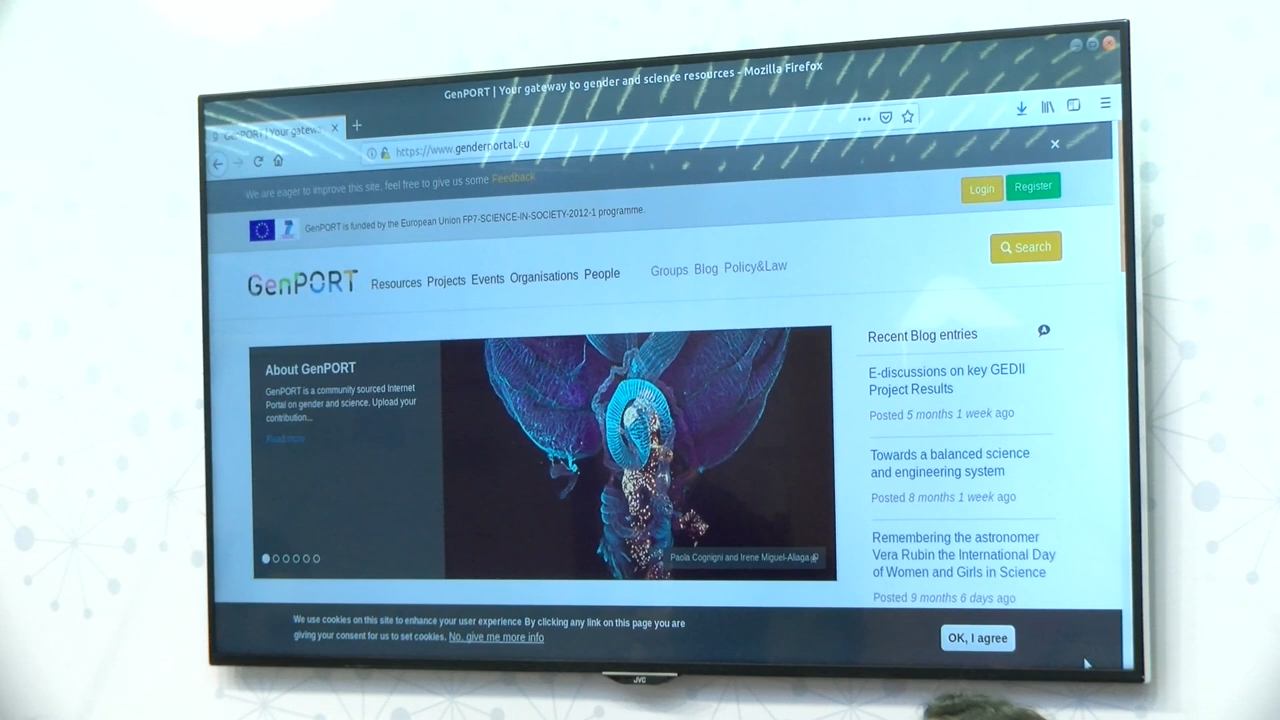 GenPORT | Your gateway to gender and science resources - Mozilla Firefox
GenPORT | Your gatew
https://www.genderportal.eu
We are eager to improve this site, feel free to give us some Feedback
GenPORT is funded by the European Union FP7-SCIENCE-IN-SOCIETY-2012-1 programme.
Login
Register
Search
GenPORT
Resources Projects Events Organisations People Groups Blog Policy&Law
About GenPORT
GenPORT is a community sourced Internet
Portal on gender and science. Upload your
contribution...
Read more
Paola Cognigni and Irene Miguel-Aliaga
Recent Blog entries
E-discussions on key GEDII
Project Results
Posted 5 months 1 week ago
Towards a balanced science
and engineering system
Posted 8 months 1 week ago
Remembering the astronomer
Vera Rubin the International Day
of Women and Girls in Science
Posted 9 months 6 days ago
We use cookies on this site to enhance your user experience By clicking any link on this page you are
giving your consent for us to set cookies. No, give me more info
OK, I agree
JVC